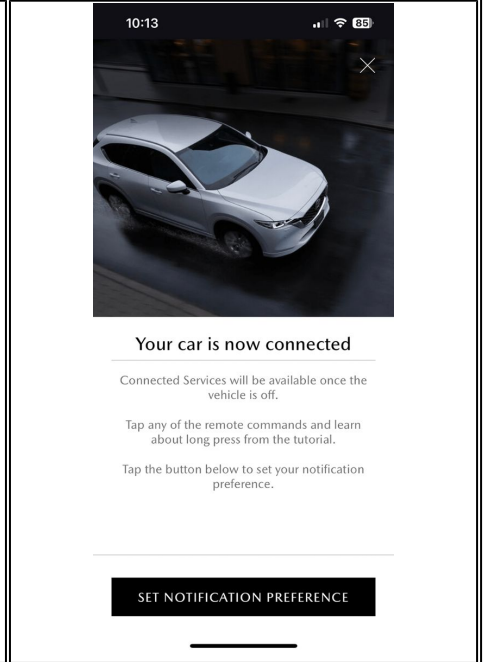 10:13
85
Your car is now connected
Connected Services will be available once the
vehicle is off.
Tap any of the remote commands and learn
about long press from the tutorial.
Tap the button below to set your notification
preference.
SET NOTIFICATION PREFERENCE